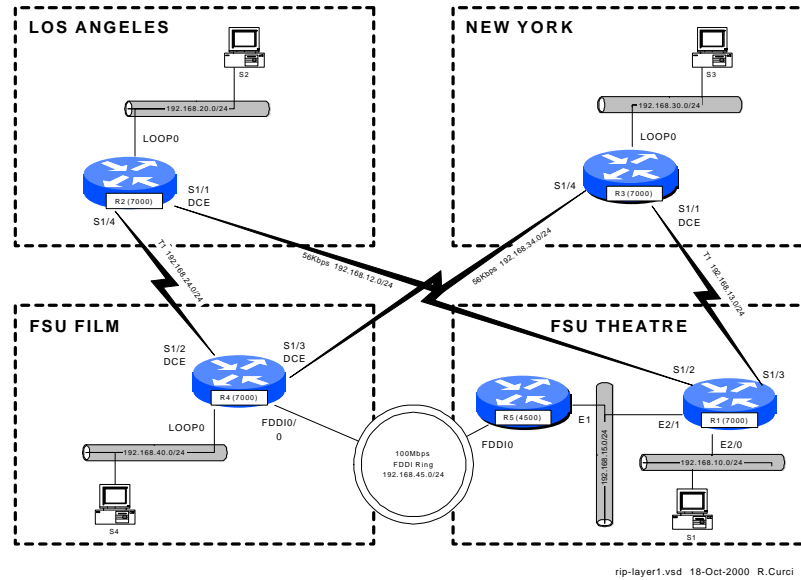 LOS ANGELES
NEW YORK
S2
S3
192.168.20.0/24
192.168.30.0/24
LOOP0
LOOP0
R2 (7000)
S1/1
DCE
S1/4
S1/4
R3 (7000)
S1/1
DCE
T1 192.168.24.0/24
56Kbps 192.168.12.0/24
56Kbps 192.168.34.0/24
T1 192.168.13.0/24
FSU FILM
FSU THEATRE
S1/2
DCE
S1/3
DCE
S1/2
S1/3
R4 (7000)
R5 (4500)
E1
E2/1
R1 (7000)
LOOP0
FDDI0/
0
FDDI0
E2/0
100Mbps
FDDI Ring
192.168.45.0/24
192.168.15.0/24
192.168.40.0/24
192.168.10.0/24
S4
S1
rip-layer1.vsd 18-Oct-2000 R.Curci